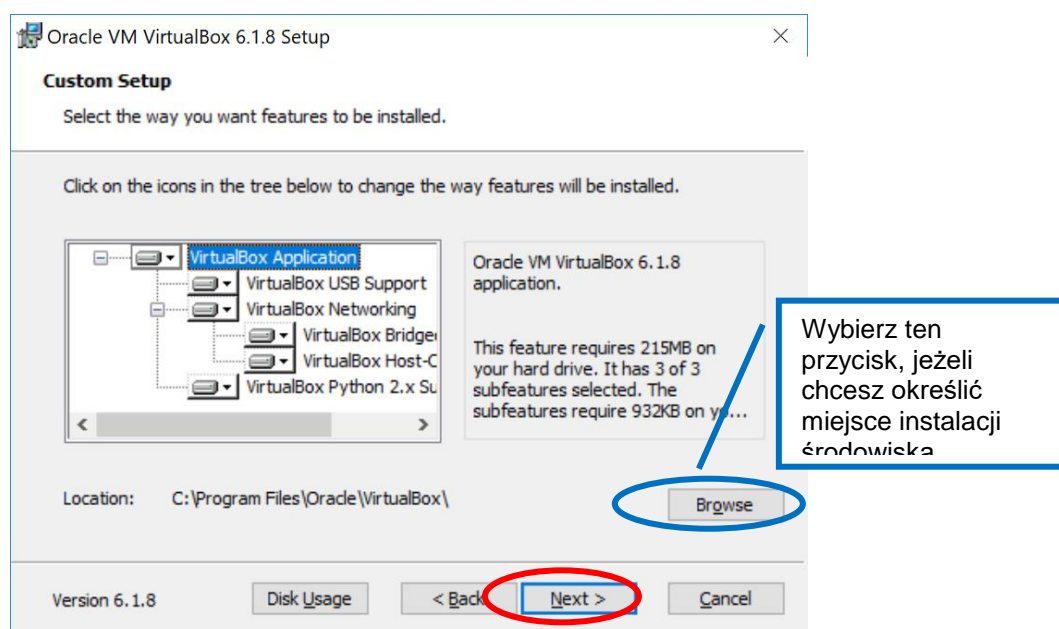 Oracle VM VirtualBox 6.1.8 Setup
Custom Setup
Select the way you want features to be installed.
Click on the icons in the tree below to change the way features will be installed.
VirtualBox Application
VirtualBox USB Support
VirtualBox Networking
VirtualBox Bridge
VirtualBox Host-C
VirtualBox Python 2.x Su
Oracle VM VirtualBox 6.1.8
application.
This feature requires 215MB on
your hard drive. It has 3 of 3
subfeatures selected. The
subfeatures require 932KB on yo...
Wybierz ten
przycisk, jeżeli
chcesz określić
miejsce instalacji
środowiska
Location: C:\Program Files\Oracle\VirtualBox\
Browse
Version 6.1.8
Disk Usage
< Back
Next >
Cancel